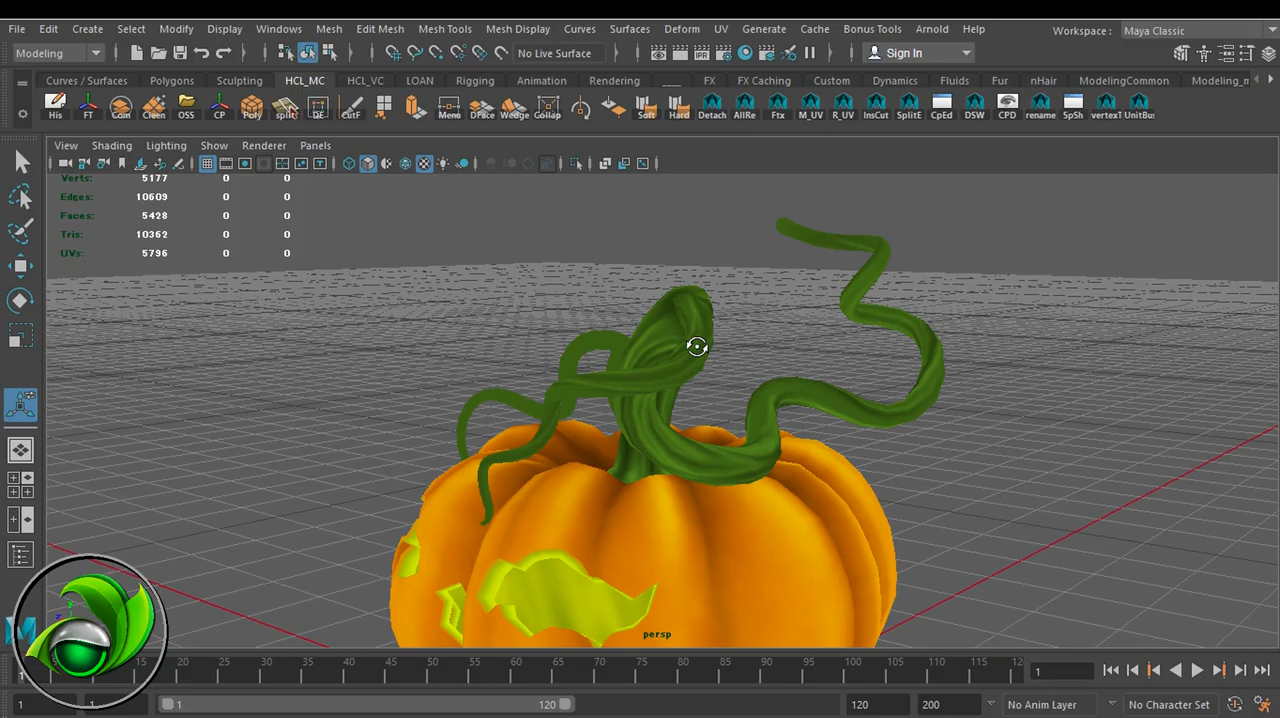 File Edit Create Select Modify Display Windows Mesh Edit Mesh Mesh Tools Mesh Display Curves Surfaces Deform UV Generate Cache Bonus Tools Arnold Help Workspace : Maya Classic
Modeling No Live Surface Sign In
Curves / Surfaces Polygons Sculpting HCL_MC HCL_VC LOAN Rigging Animation Rendering ____ FX FX Caching Custom Dynamics Fluids Fur nHair ModelingCommon Modeling_m
His FT Cam Cleen OSS CP Poly split DE CutF Menu DFace Wedge Collap Soft Hard Detach AllRe Ftx M_UV R_UV InsCut SplitE CpEd DSW CPD rename SpSh vertexT UnitBus
View Shading Lighting Show Renderer Panels
Verts: 5177 0 0
Edges: 10609 0 0
Faces: 5428 0 0
Tris: 10362 0 0
UVs: 5796 0 0
persp
15 20 25 30 35 40 45 50 55 60 65 70 75 80 85 90 95 100 105 110 115 12 1
1 1 1 120 120 200 No Anim Layer No Character Set